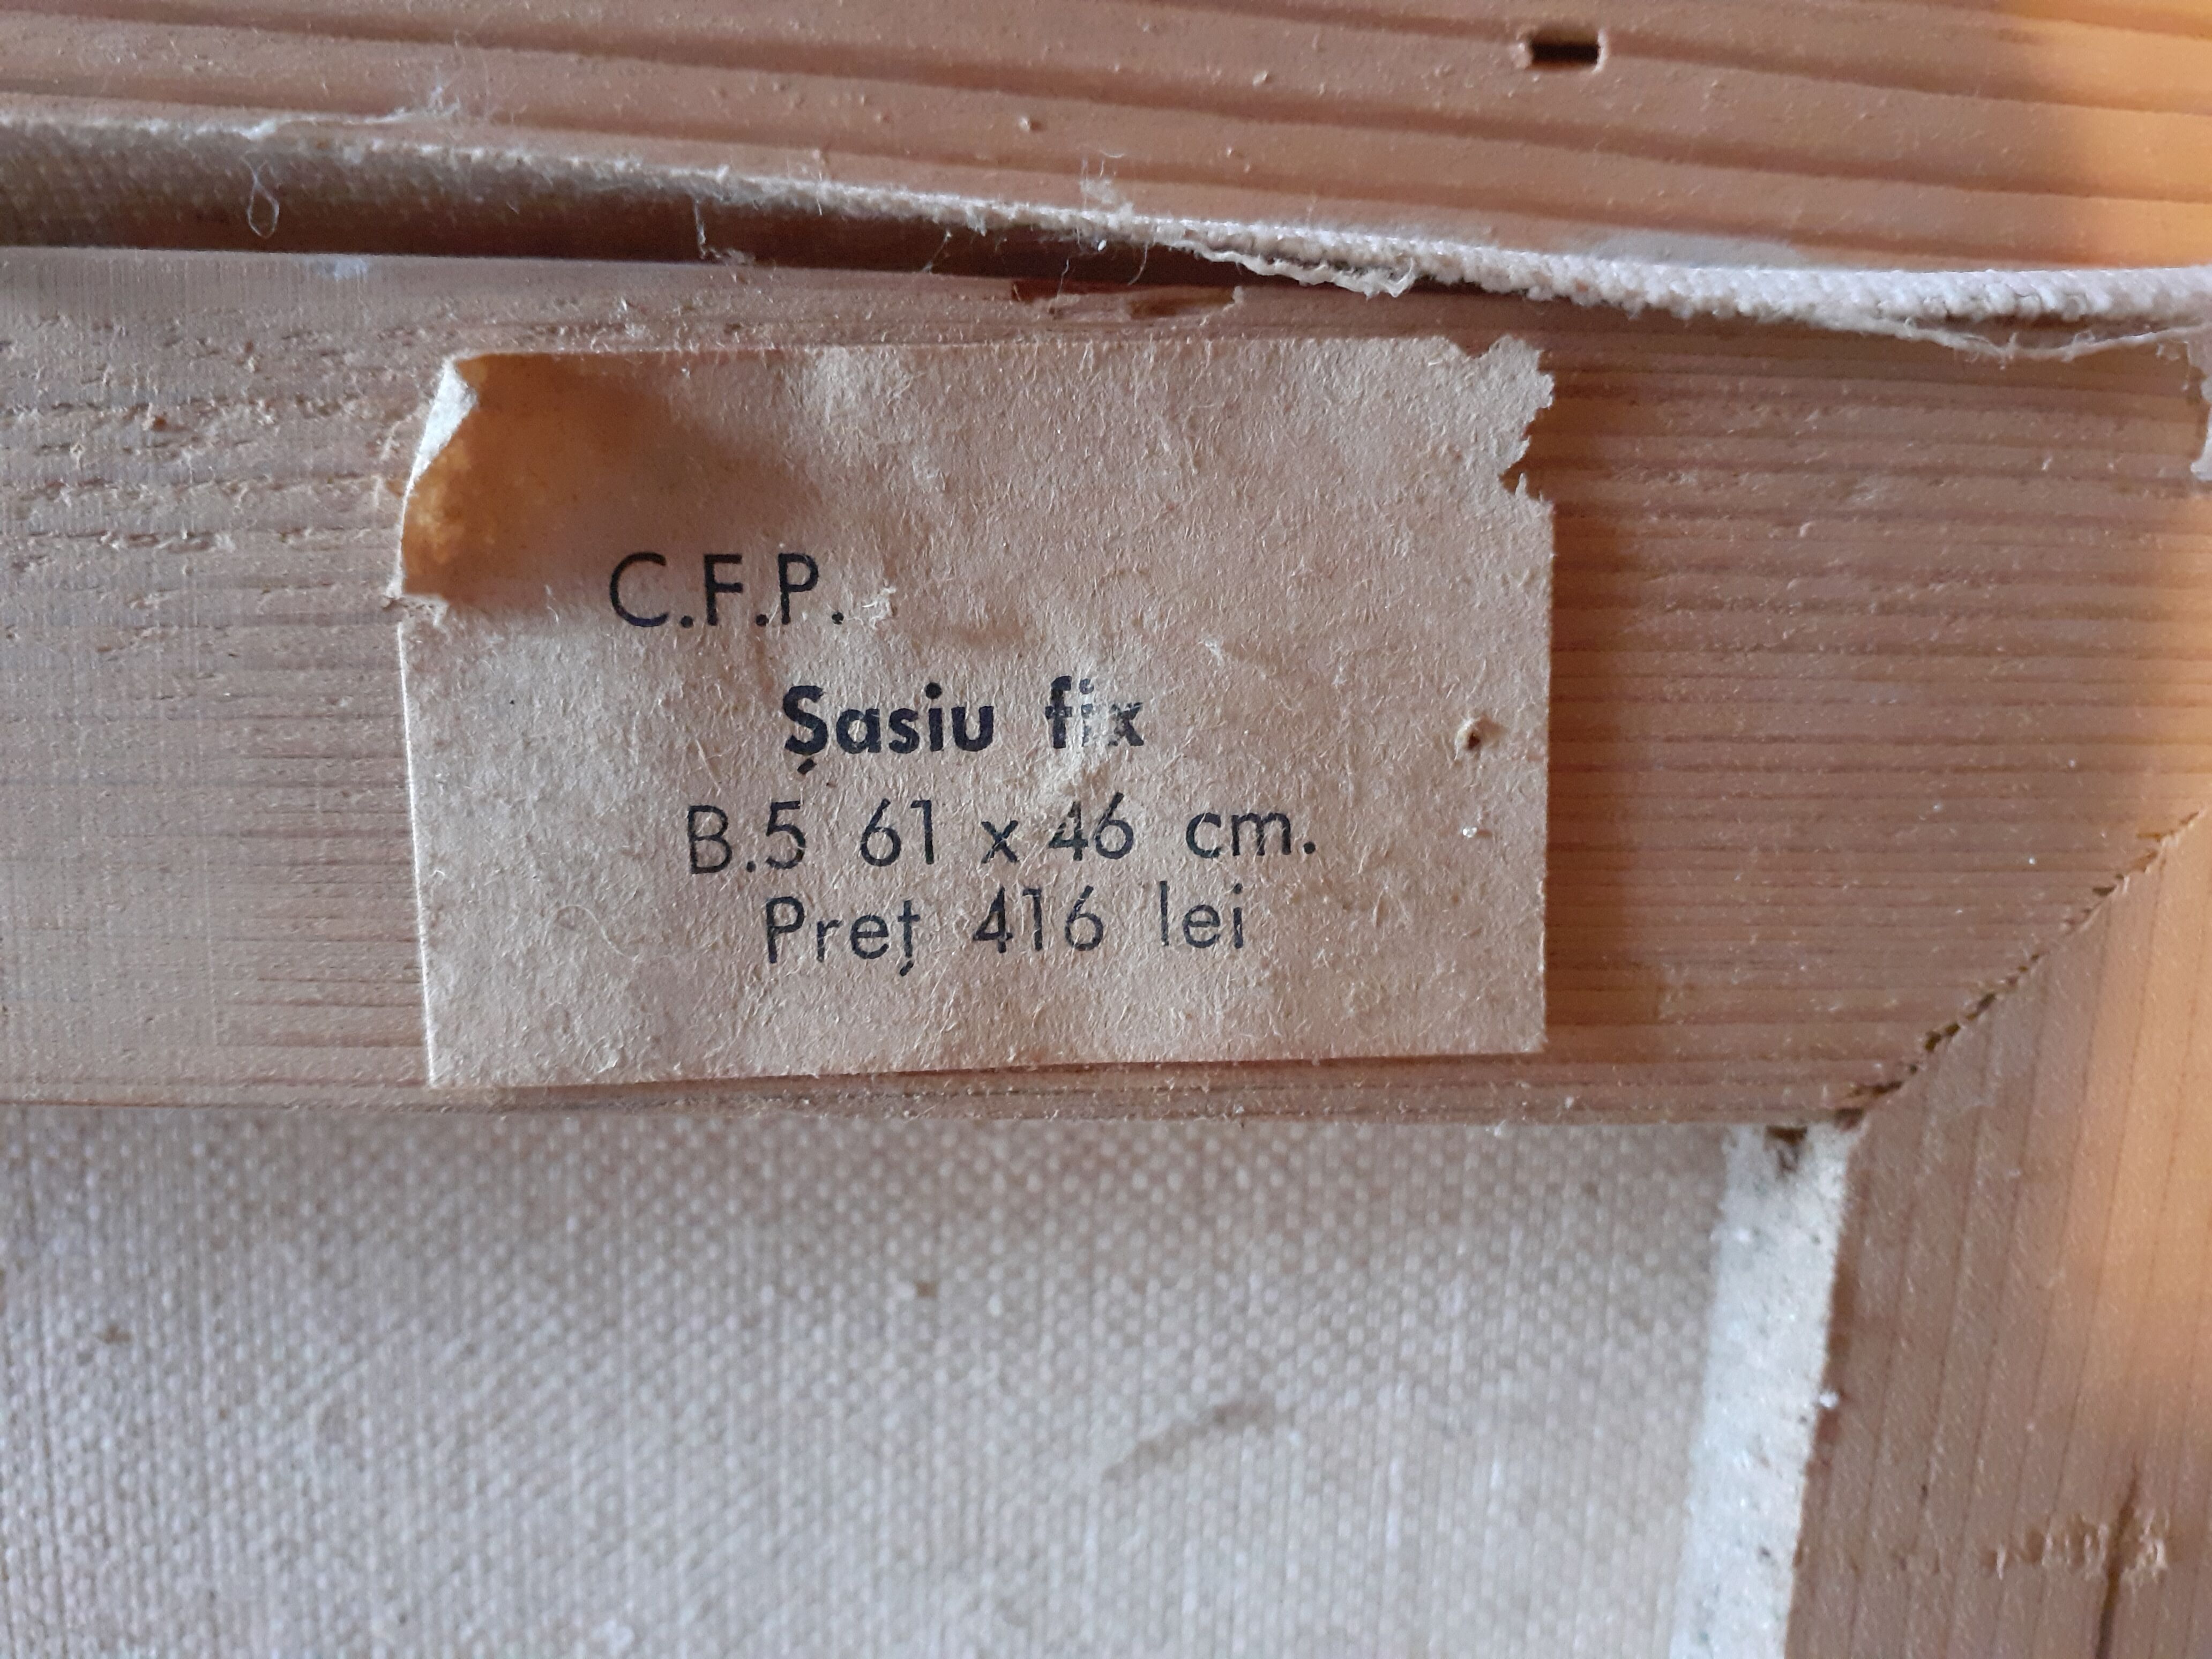 C.F.P.
Șasiu fix
B.5 61 x 46 cm.
Preț 416 lei